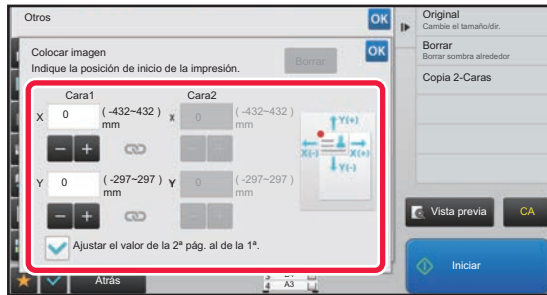 Otros
OK
Colocar imagen
OK
Indique la posición de inicio de la impresión.
Borrar
Cara1
Cara2
X 0 (-432~432) mm
x 0 (-432~432) mm
Y 0 (-297~297) mm
Y 0 (-297~297) mm
Y(+)
X(-) X(+)
Y(-)
Ajustar el valor de la 2ª pág. al de la 1ª.
Atrás
4 A3
Original
Cambie el tamaño/dir.
Borrar
Borrar sombra alrededor
Copia 2-Caras
Vista previa
CA
Iniciar